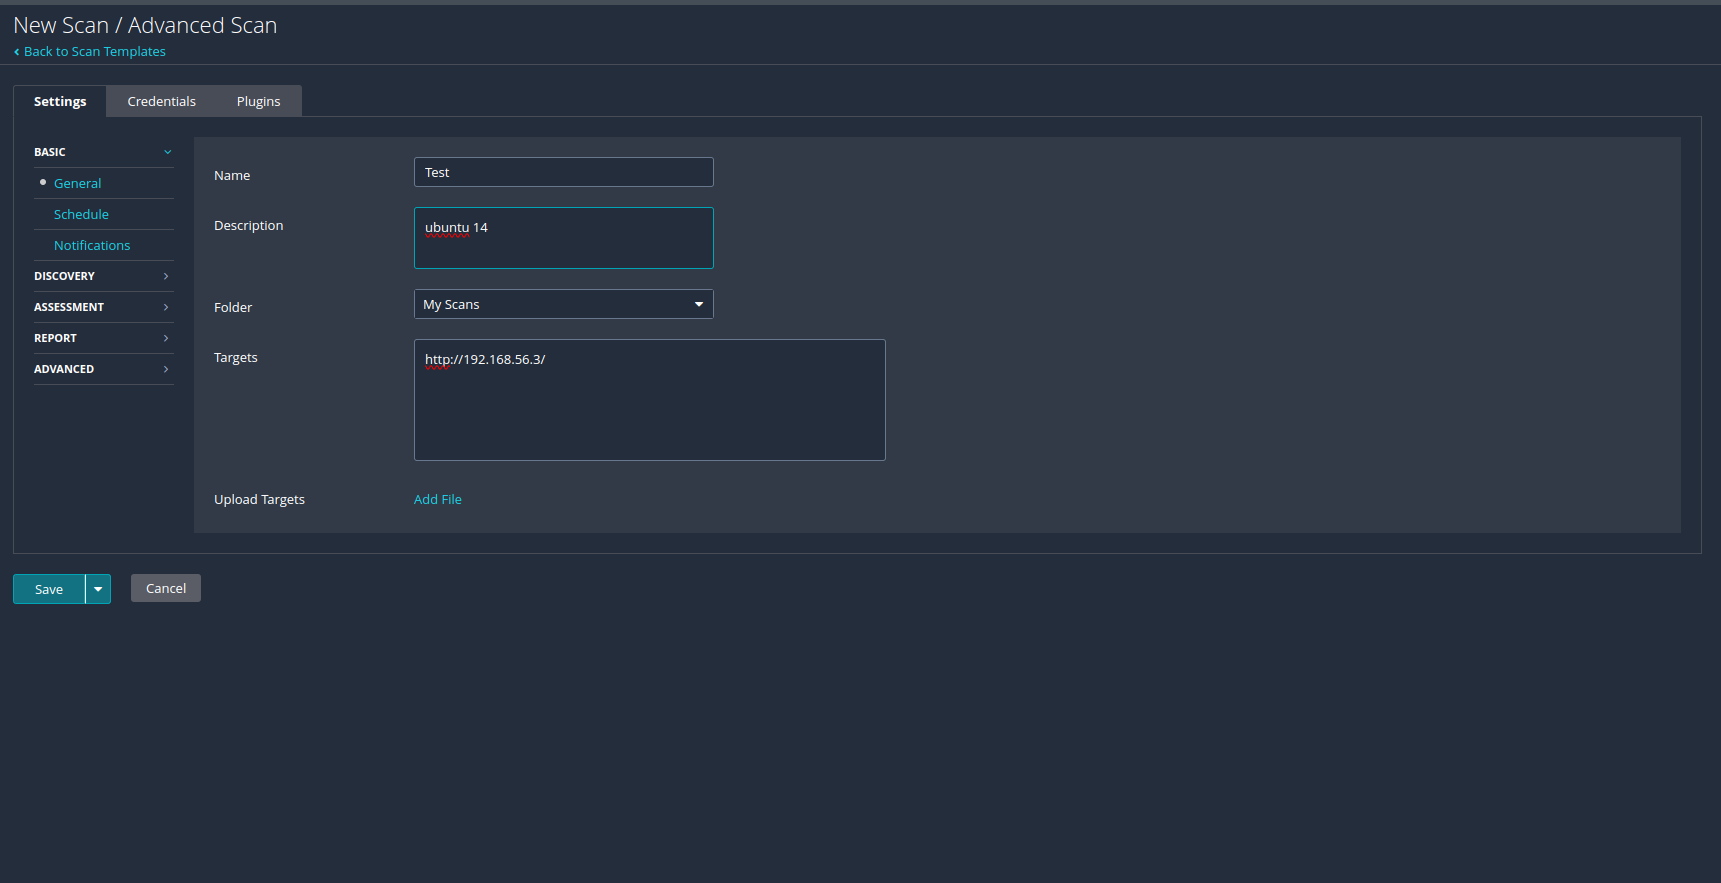 New Scan / Advanced Scan
‹ Back to Scan Templates
Settings
Credentials
Plugins
BASIC
General
Schedule
Notifications
DISCOVERY
ASSESSMENT
REPORT
ADVANCED
Name
Test
Description
ubuntu 14
Folder
My Scans
Targets
http://192.168.56.3/
Upload Targets
Add File
Save
Cancel